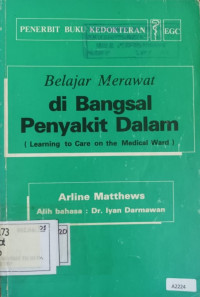 PENERBIT BUKU KEDOKTERAN EGC
Belajar Merawat
di Bangsal
Penyakit Dalam
( Learning to Care on the Medical Ward )
Arline Matthews
Alih bahasa : Dr. Iyan Darmawan
62224